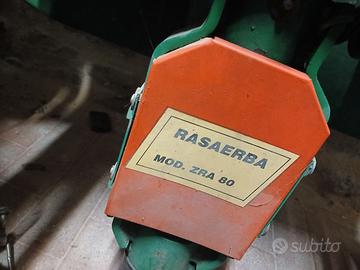 RASAERBA
MOD. ZRA 80
subito